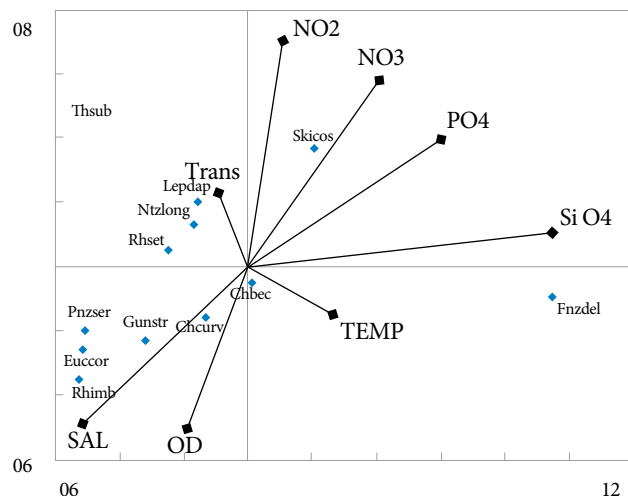 08
NO2
NO3
Thsub
PO4
Skicos
Trans
Lepdap
Ntzlong
Si O4
Rhset
Chbec
Fnzdel
Pnzser
Gunstr
Chcurv
TEMP
Euccor
Rhimb
SAL
OD
06
06
12